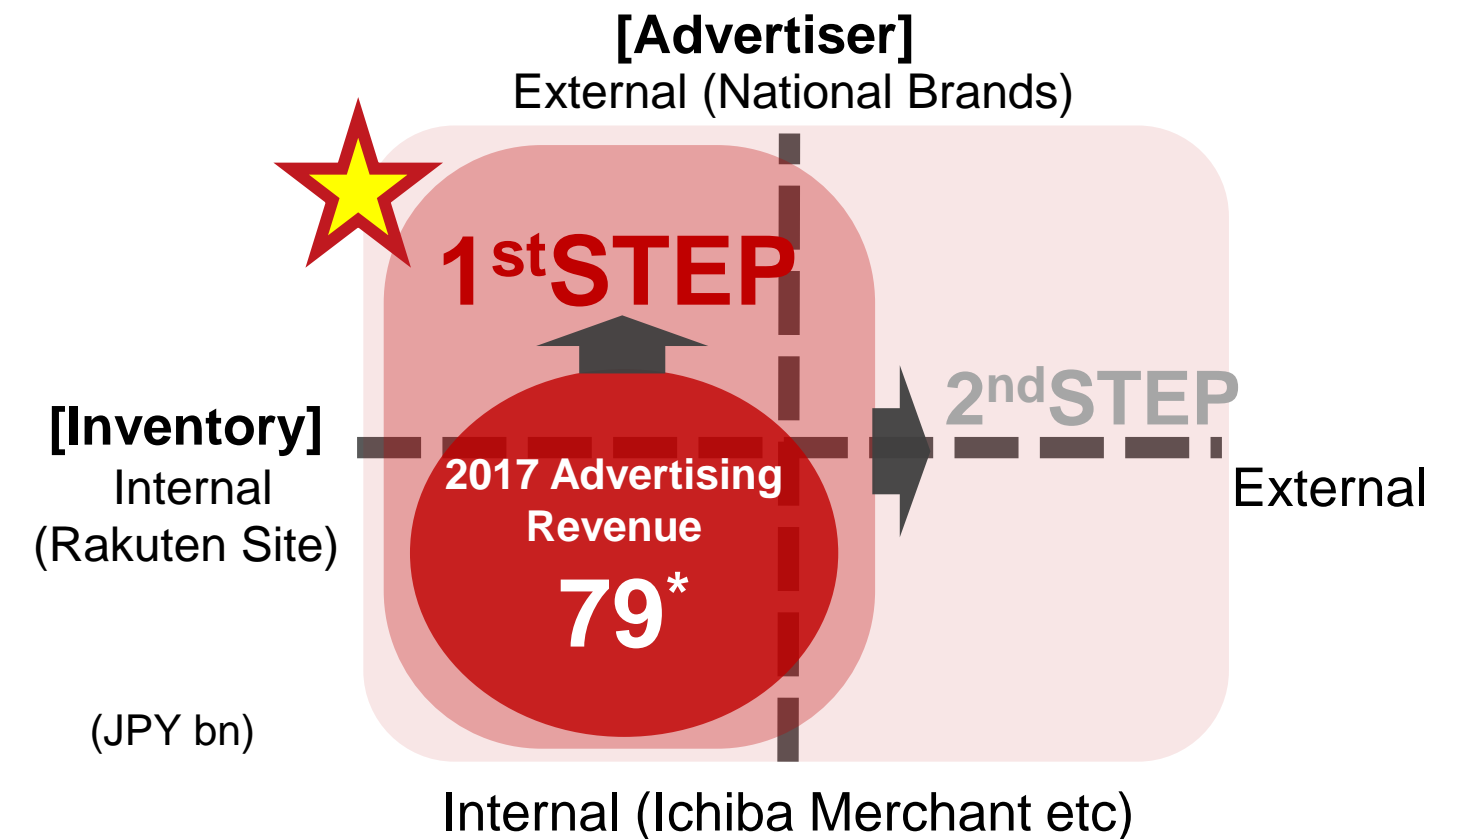 [Advertiser]
External (National Brands)
1stSTEP
2ndSTEP
[Inventory]
Internal
(Rakuten Site)
2017 Advertising
Revenue
79*
External
(JPY bn)
Internal (Ichiba Merchant etc)